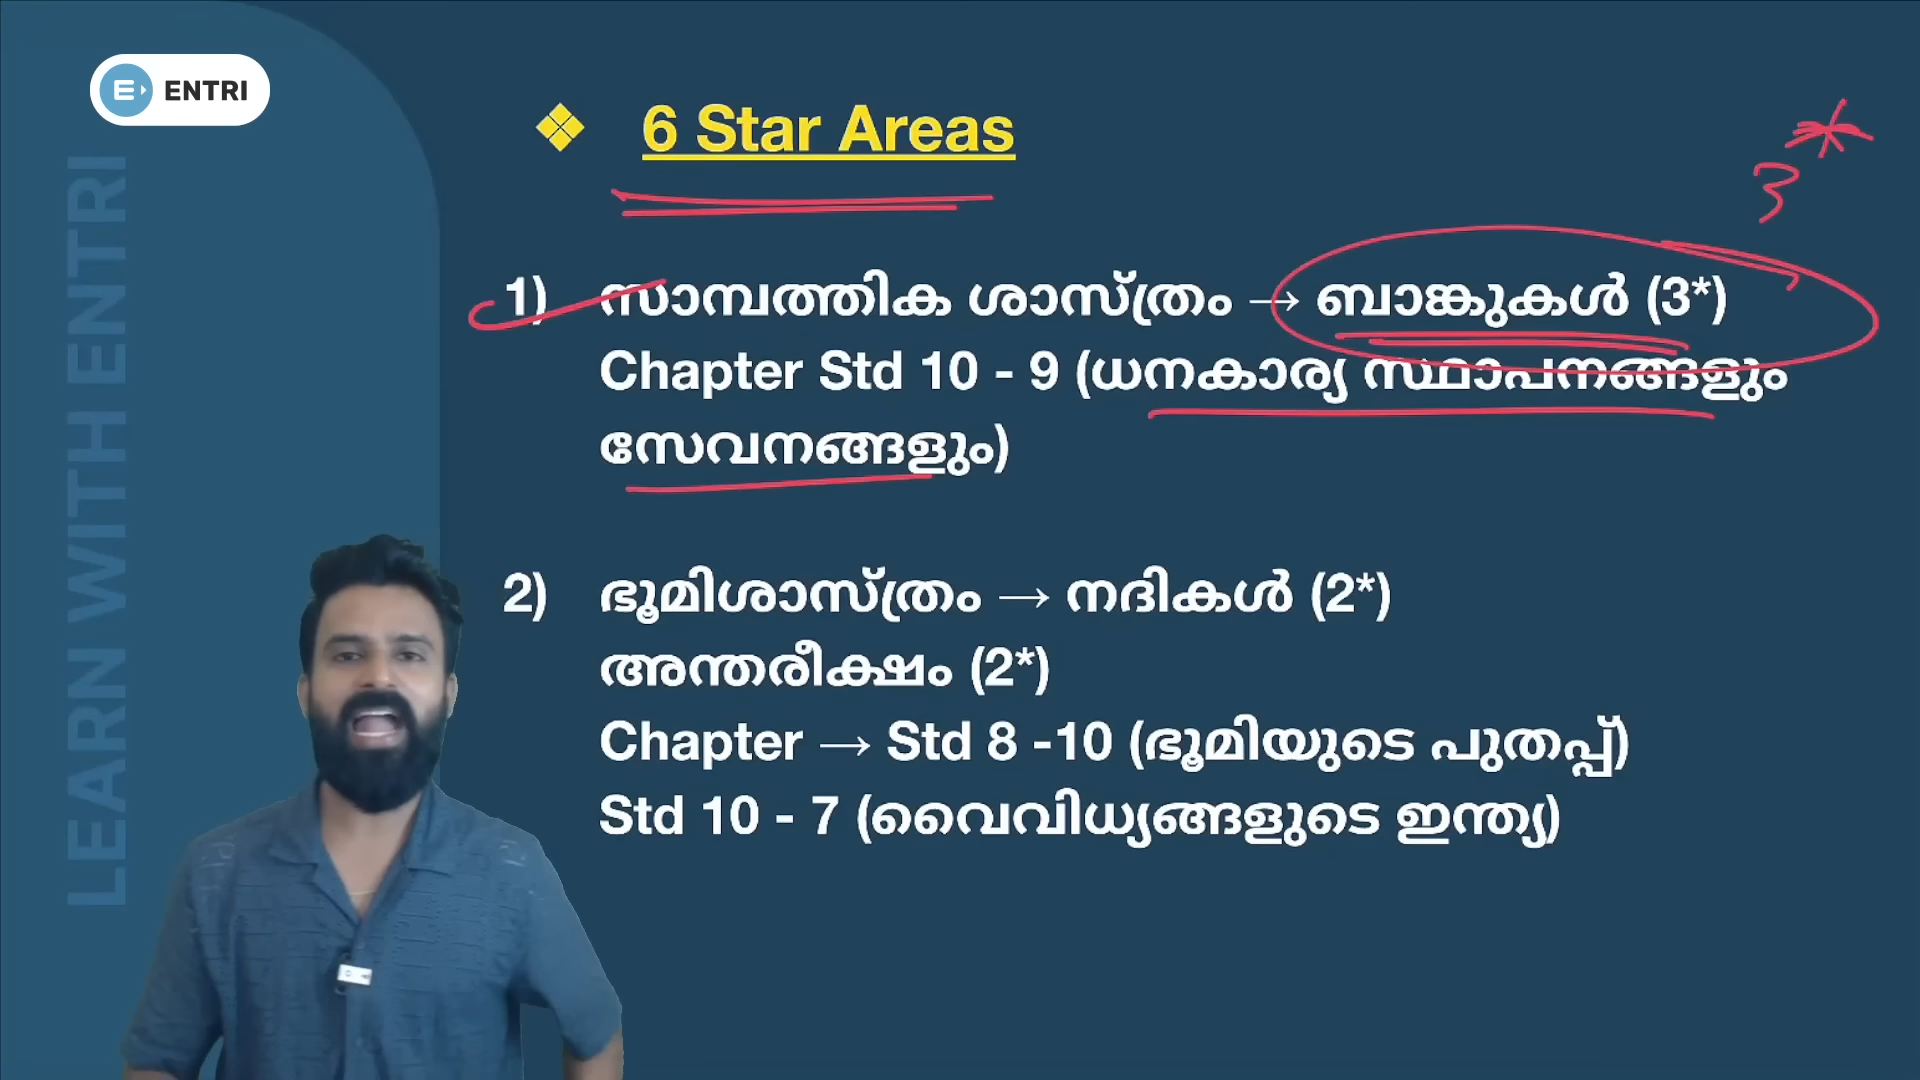 ENTRI
LEARN WITH ENTRI
❖ 6 Star Areas
*
3
1) സാമ്പത്തിക ശാസ്ത്രം → ബാങ്കുകൾ (3*)
Chapter Std 10 - 9 (ധനകാര്യ സ്ഥാപനങ്ങളും
സേവനങ്ങളും)
2) ഭൂമിശാസ്ത്രം → നദികൾ (2*)
അന്തരീക്ഷം (2*)
Chapter → Std 8 -10 (ഭൂമിയുടെ പുതപ്പ്)
Std 10 - 7 (വൈവിധ്യങ്ങളുടെ ഇന്ത്യ)